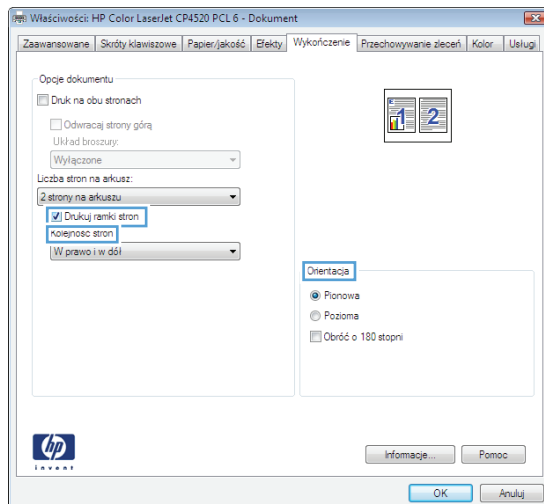 Właściwości: HP Color LaserJet CP4520 PCL 6 - Dokument
Zaawansowane Skróty klawiszowe Papier/jakość Efekty Wykończenie Przechowywanie zleceń Kolor Usługi
Opcje dokumentu
Druk na obu stronach
Odwracaj strony górą
Układ broszury:
Wyłączone
Liczba stron na arkusz:
2 strony na arkuszu
Drukuj ramki stron
Kolejność stron
W prawo i w dół
1 2
Orientacja
Pionowa
Pozioma
Obróć o 180 stopni
hp
invent
Informacje... Pomoc
OK Anuluj